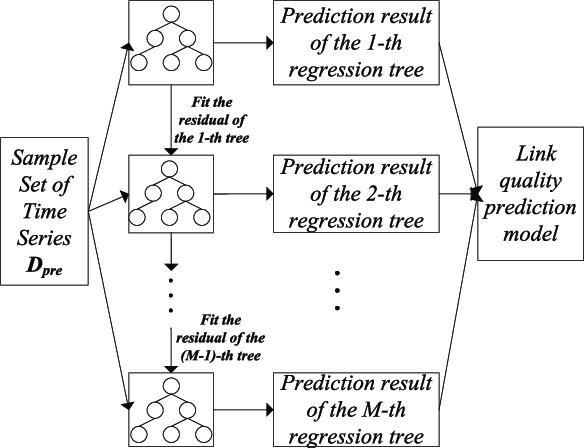 Sample
Set of
Time
Series
Dpre
Fit the
residual of
the 1-th tree
Fit the
residual of the
(M-1)-th tree
Prediction result
of the 1-th
regression tree
Prediction result
of the 2-th
regression tree
Prediction result
of the M-th
regression tree
Link
quality
prediction
model